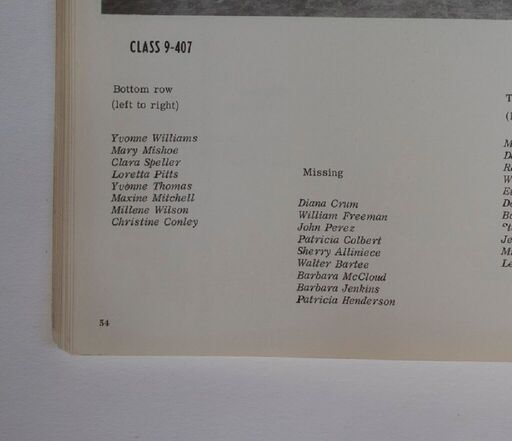 CLASS 9-407
Bottom row
(left to right)
Yvonne Williams
Mary Mishoe
Clara Speller
Loretta Pitts
Yvonne Thomas
Maxine Mitchell
Millene Wilson
Christine Conley
Missing
Diana Crum
William Freeman
John Perez
Patricia Colbert
Sherry Alliniece
Walter Bartee
Barbara McCloud
Barbara Jenkins
Patricia Henderson
54